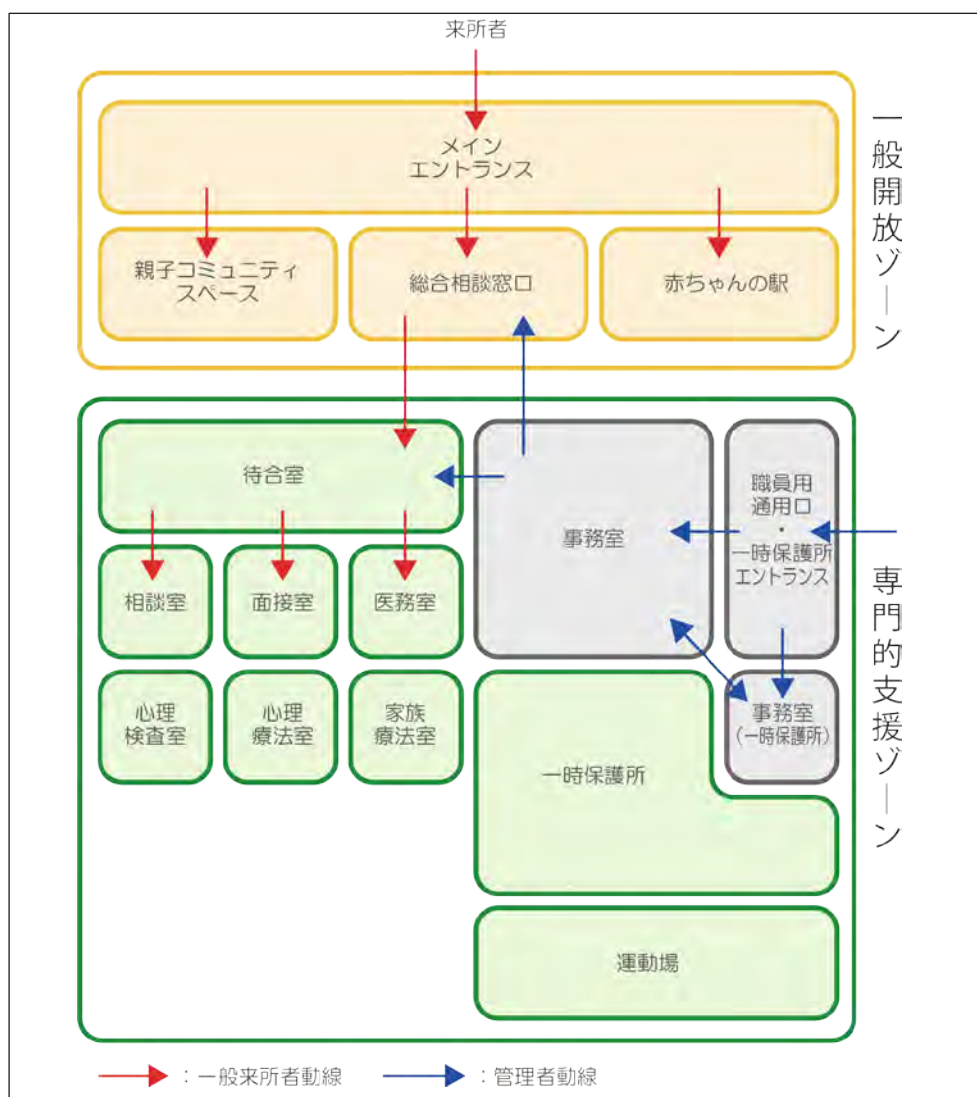 来所者
メイン
エントランス
親子コミュニティ
スペース
総合相談窓口
赤ちゃんの駅
一般開放ゾーン
待合室
事務室
職員用
通用口
・
一時保護所
エントランス
相談室
面接室
医務室
心理
検査室
心理
療法室
家族
療法室
事務室
（一時保護所）
一時保護所
運動場
専門的支援ゾーン
：一般来所者動線
：管理者動線